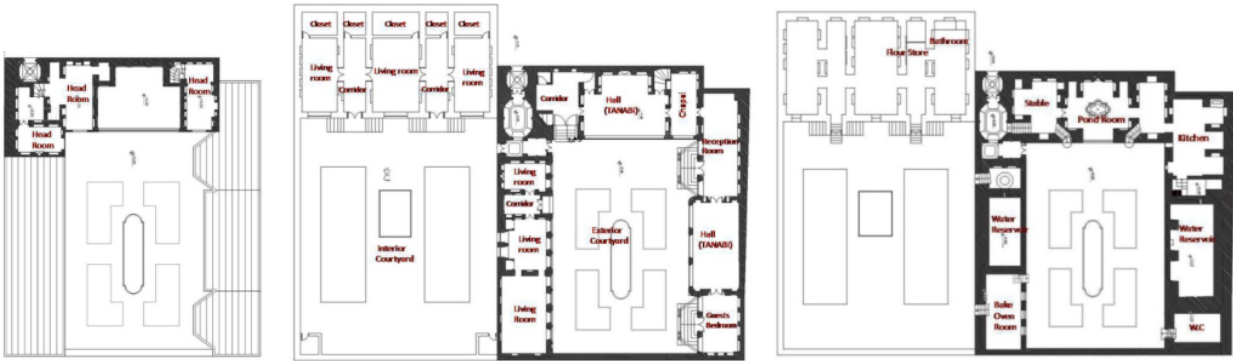 Head
Room
Head
Room
Head
Room
Closet
Closet
Closet
Closet
Closet
Living
room
Living room
Living
room
Corridor
Corridor
Corridor
Hall
(TANABI)
Chapel
Reception
Room
Living
room
Corridor
Living
room
Exterior
Courtyard
Hall
(TANABI)
Interior
Courtyard
Living
Room
Guests
Bedroom
Flour Store
Bathroom
Stable
Pond Room
Kitchen
Water
Reservoir
Water
Reservoir
Bake
Oven
Room
W.C